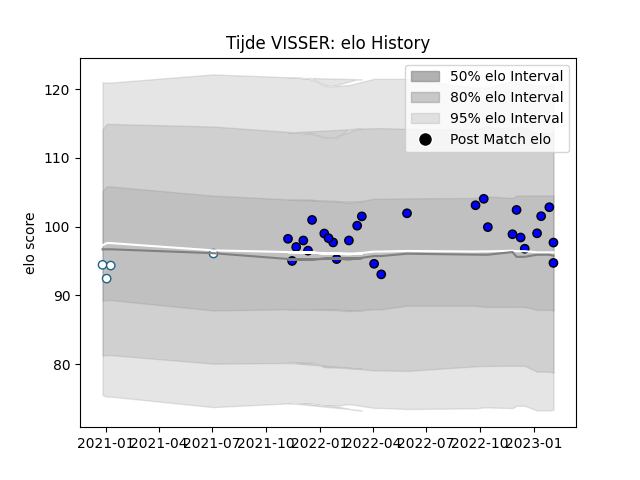 Tijde VISSER: elo History
50% elo Interval
80% elo Interval
95% elo Interval
Post Match elo
elo score
120
110
100
90
80
2021-01 2021-04 2021-07 2021-10 2022-01 2022-04 2022-07 2022-10 2023-01